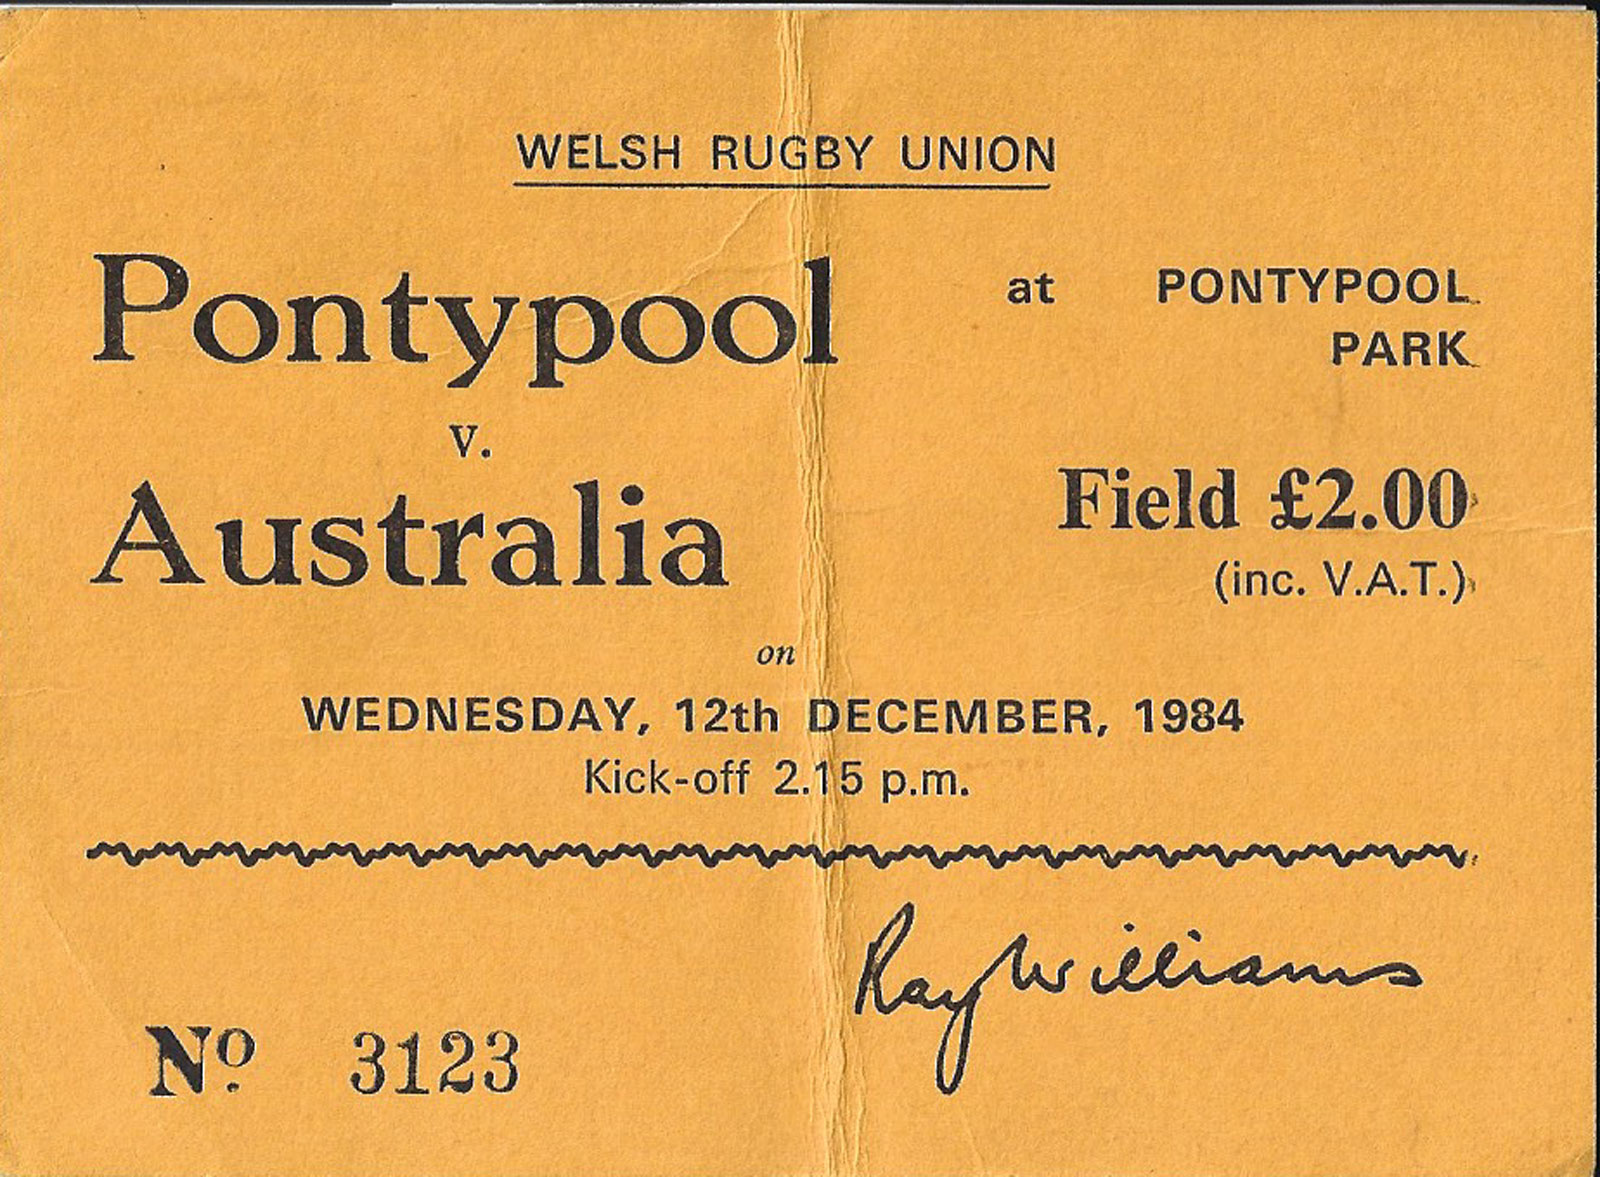 WELSH RUGBY UNION
Pontypool
v.
Australia
at PONTYPOOL
PARK
Field £2.00
(inc. V.A.T.)
on
WEDNESDAY, 12th DECEMBER, 1984
Kick-off 2.15 p.m.
Ray Williams
Nº 3123